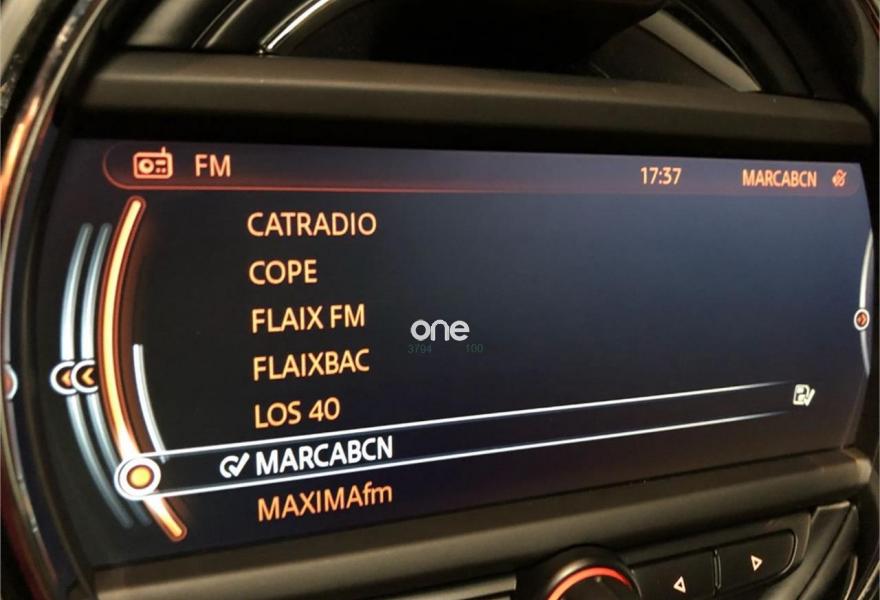 FM 17:37 MARCABCN
CATRADIO
COPE
FLAIX FM
FLAIXBAC
LOS 40
MARCABCN
MAXIMAfm
one
3794 100